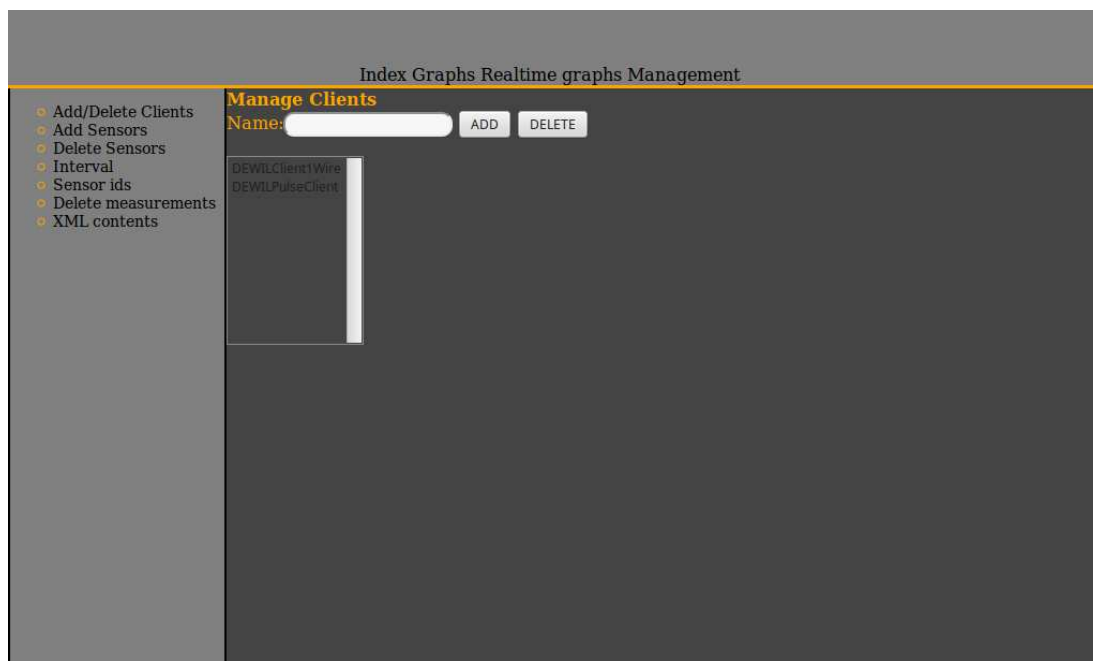 Index Graphs Realtime graphs Management
Add/Delete Clients
Add Sensors
Delete Sensors
Interval
Sensor ids
Delete measurements
XML contents
Manage Clients
Name: ADD DELETE
DEWILClient1Wire
DEWILPulseClient